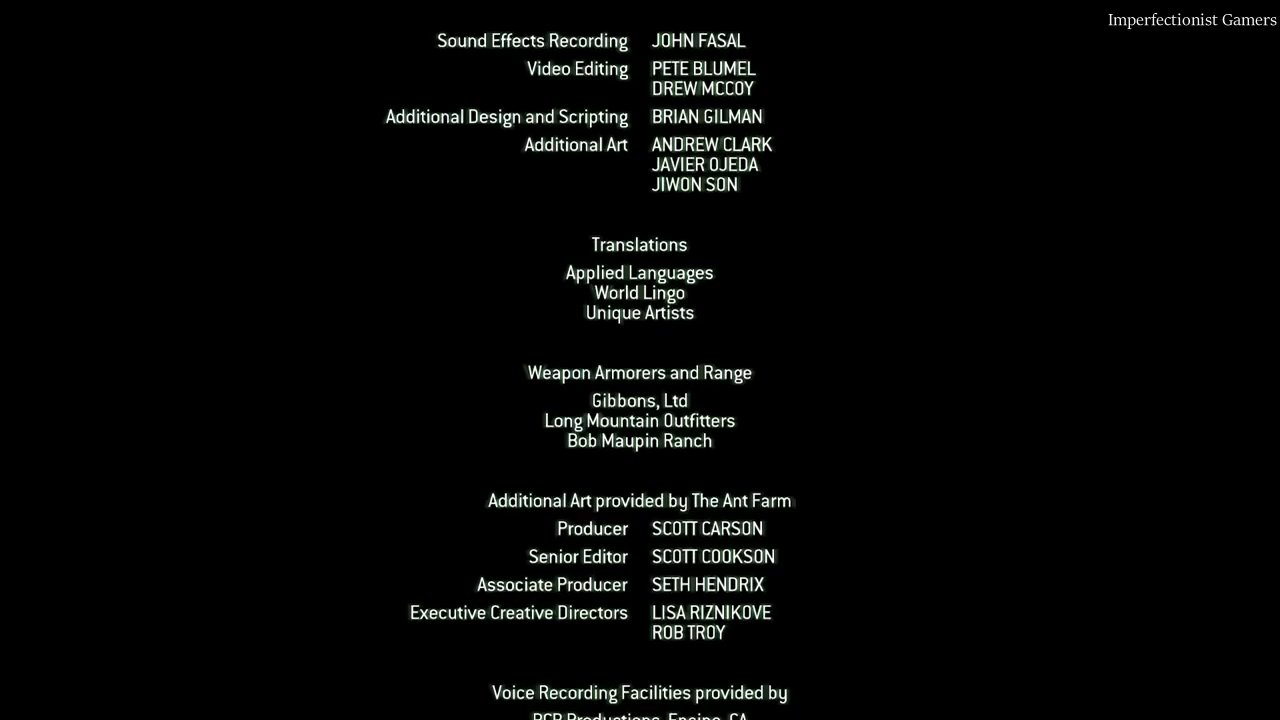 Imperfectionist Gamers
Sound Effects Recording JOHN FASAL
Video Editing PETE BLUMEL
DREW MCCOY
Additional Design and Scripting BRIAN GILMAN
Additional Art ANDREW CLARK
JAVIER OJEDA
JIWON SON
Translations
Applied Languages
World Lingo
Unique Artists
Weapon Armorers and Range
Gibbons, Ltd
Long Mountain Outfitters
Bob Maupin Ranch
Additional Art provided by The Ant Farm
Producer SCOTT CARSON
Senior Editor SCOTT COOKSON
Associate Producer SETH HENDRIX
Executive Creative Directors LISA RIZNIKOVE
ROB TROY
Voice Recording Facilities provided by
PCB Productions, Encino, CA